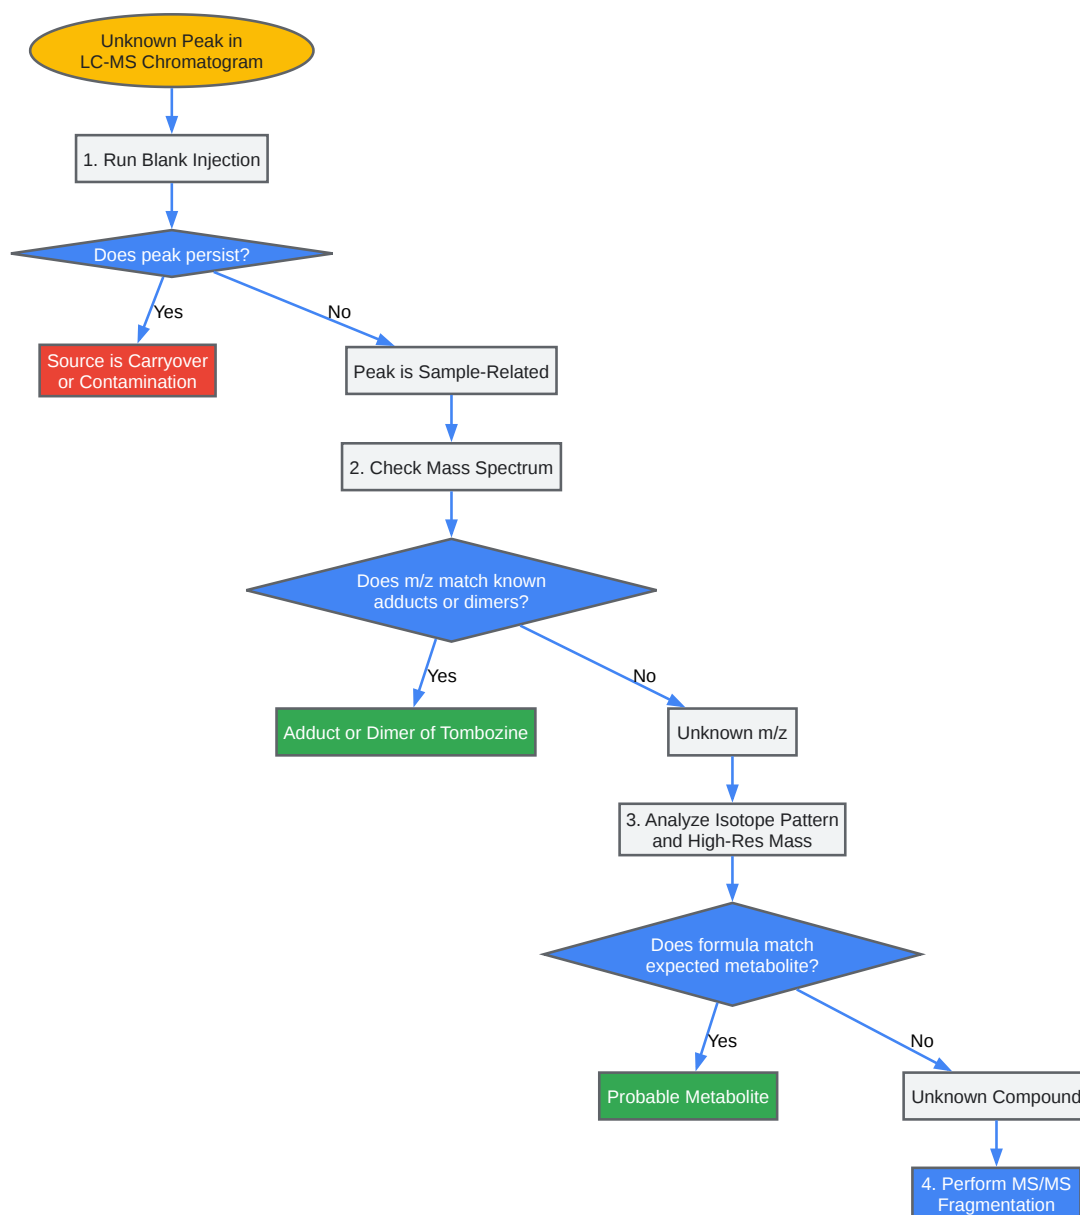 Unknown Peak in
LC-MS Chromatogram
1. Run Blank Injection
Does peak persist?
Yes
No
Source is Carryover
or Contamination
Peak is Sample-Related
2. Check Mass Spectrum
Does m/z match known
adducts or dimers?
Yes
No
Adduct or Dimer of Tombozine
Unknown m/z
3. Analyze Isotope Pattern
and High-Res Mass
Does formula match
expected metabolite?
Yes
No
Probable Metabolite
Unknown Compound
4. Perform MS/MS
Fragmentation